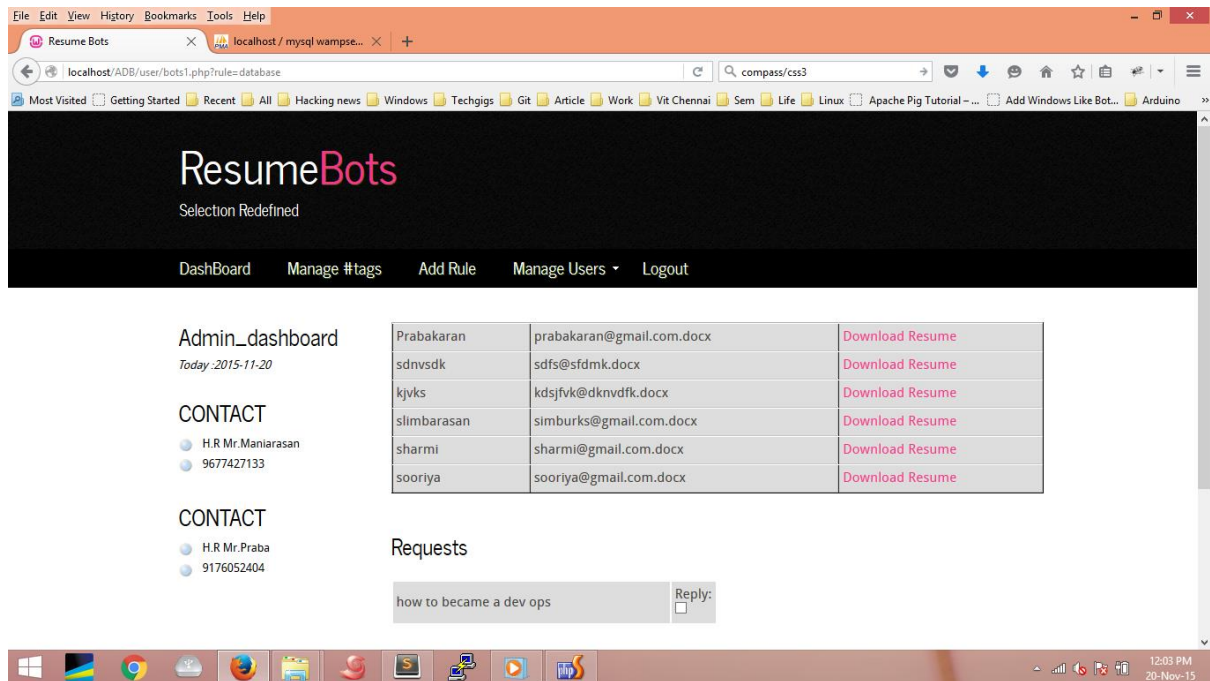 File Edit View History Bookmarks Tools Help
Resume Bots
localhost / mysql wampse...
localhost/ADB/user/bots1.php?rule=database
compass/css3
Most Visited Getting Started Recent All Hacking news Windows Techgigs Git Article Work Vit Chennai Sem Life Linux Apache Pig Tutorial – ... Add Windows Like Bot... Arduino »
ResumeBots
Selection Redefined
DashBoard Manage #tags Add Rule Manage Users Logout
Admin_dashboard
Today :2015-11-20
CONTACT
H.R Mr.Maniarasan
9677427133
CONTACT
H.R Mr.Praba
9176052404
Prabakaran prabakaran@gmail.com.docx Download Resume
sdnvsdk sdfs@sfdmk.docx Download Resume
kjvks kdsjfvk@dknvdfk.docx Download Resume
slimbarasan simburks@gmail.com.docx Download Resume
sharmi sharmi@gmail.com.docx Download Resume
sooriya sooriya@gmail.com.docx Download Resume
Requests
how to became a dev ops
Reply:
12:03 PM
20-Nov-15